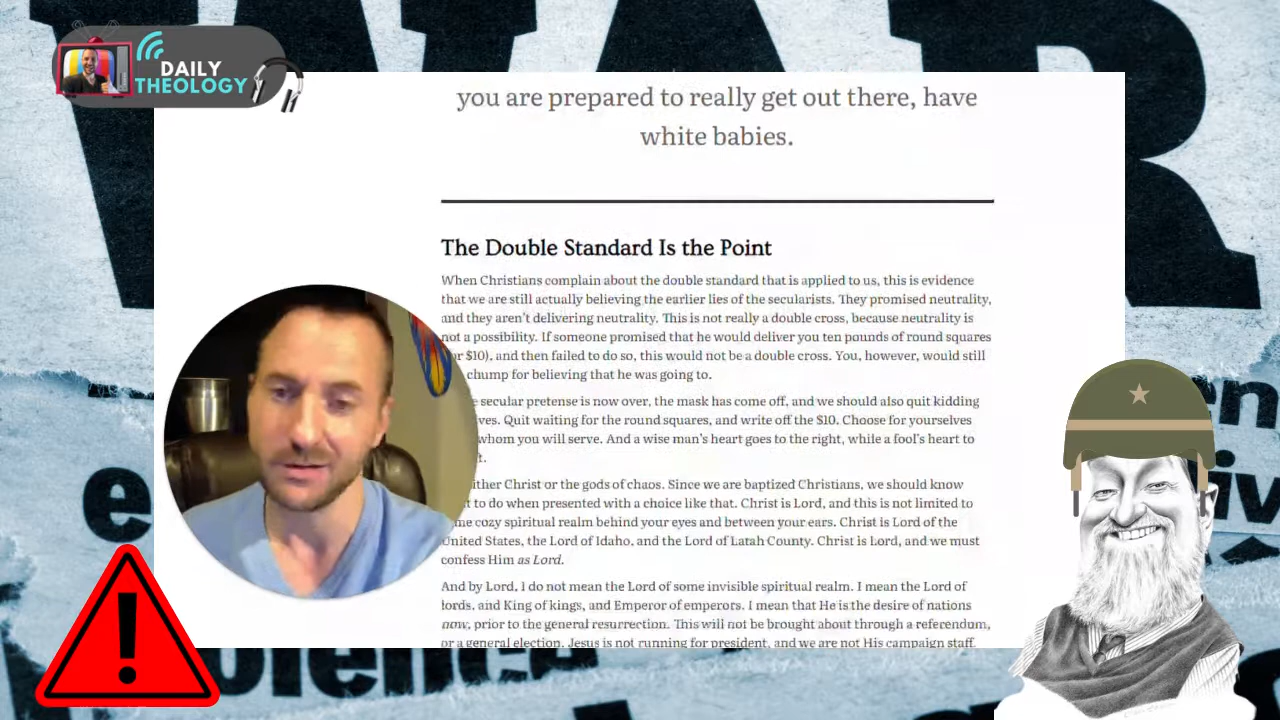 WAR
DAILY
THEOLOGY
you are prepared to really get out there, have
white babies.
The Double Standard Is the Point
When Christians complain about the double standard that is applied to us, this is evidence
that we are still actually believing the earlier lies of the secularists. They promised neutrality,
and they aren't delivering neutrality. This is not really a double cross, because neutrality is
not a possibility. If someone promised that he would deliver you ten pounds of round squares
$10), and then failed to do so, this would not be a double cross. You, however, would still
chump for believing that he was going to.
secular pretense is now over, the mask has come off, and we should also quit kidding
ves. Quit waiting for the round squares, and write off the $10. Choose for yourselves
whom you will serve. And a wise man's heart goes to the right, while a fool's heart to
t.
ither Christ or the gods of chaos. Since we are baptized Christians, we should know
t to do when presented with a choice like that. Christ is Lord, and this is not limited to
me cozy spiritual realm behind your eyes and between your ears. Christ is Lord of the
United States, the Lord of Idaho, and the Lord of Latah County. Christ is Lord, and we must
confess Him as Lord.
And by Lord, I do not mean the Lord of some invisible spiritual realm. I mean the Lord of
lords, and King of kings, and Emperor of emperors. I mean that He is the desire of nations
now, prior to the general resurrection. This will not be brought about through a referendum,
or a general election. Jesus is not running for president, and we are not His campaign staff.
!